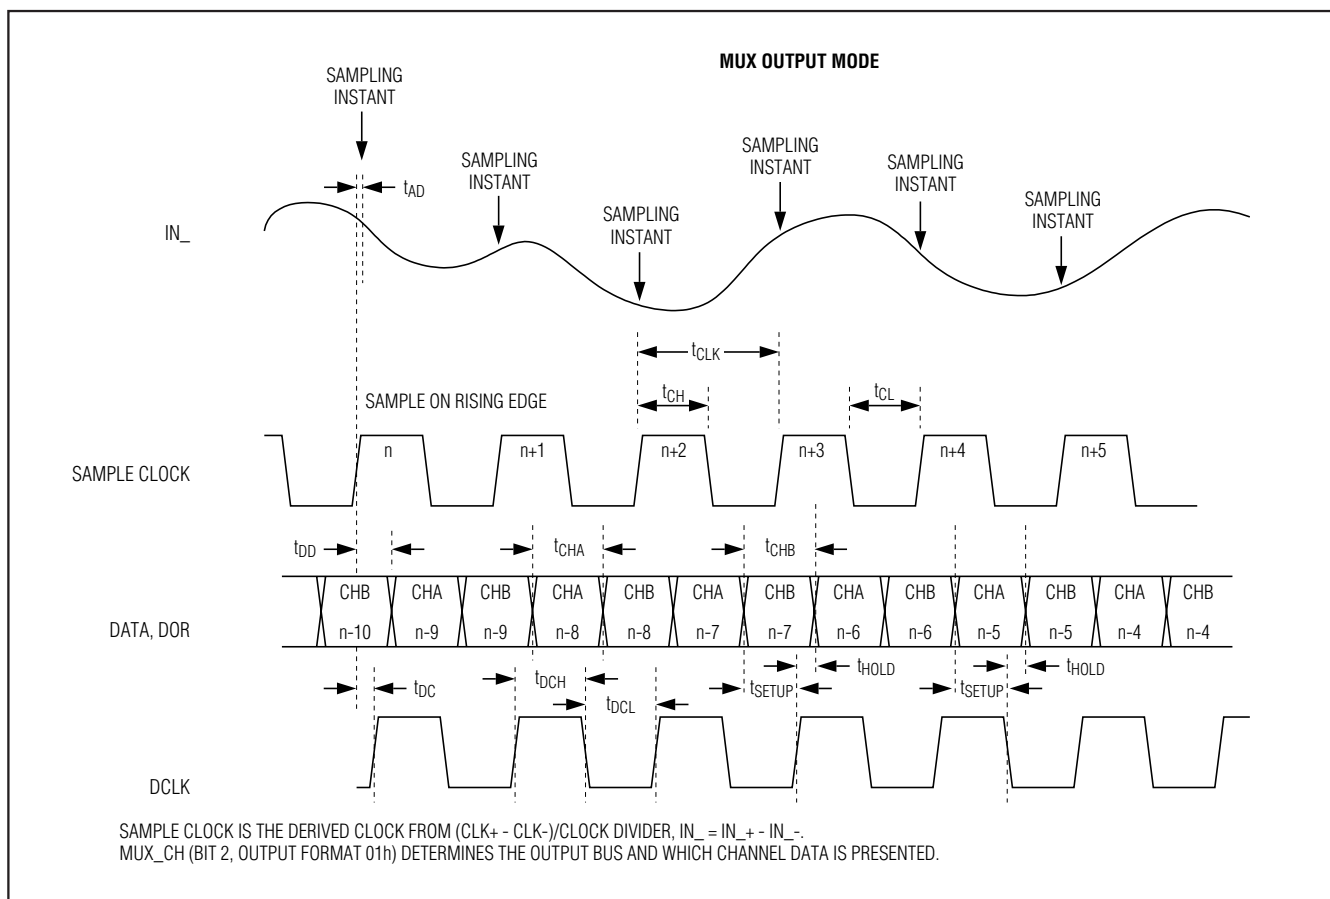 MUX OUTPUT MODE
SAMPLING
INSTANT
SAMPLING
INSTANT
SAMPLING
INSTANT
SAMPLING
INSTANT
SAMPLING
INSTANT
SAMPLING
INSTANT
tAD
IN_
tCLK
tCH
tCL
SAMPLE ON RISING EDGE
SAMPLE CLOCK
n n+1 n+2 n+3 n+4 n+5
tDD tCHA tCHB
DATA, DOR
CHB CHA CHB CHA CHB CHA CHB CHA CHB CHA CHB CHA CHB
n-10 n-9 n-9 n-8 n-8 n-7 n-7 n-6 n-6 n-5 n-5 n-4 n-4
tDC tDCH tDCL tSETUP tHOLD tSETUP tHOLD
DCLK
SAMPLE CLOCK IS THE DERIVED CLOCK FROM (CLK+ - CLK-)/CLOCK DIVIDER, IN_ = IN_+ - IN_-.
MUX_CH (BIT 2, OUTPUT FORMAT 01h) DETERMINES THE OUTPUT BUS AND WHICH CHANNEL DATA IS PRESENTED.